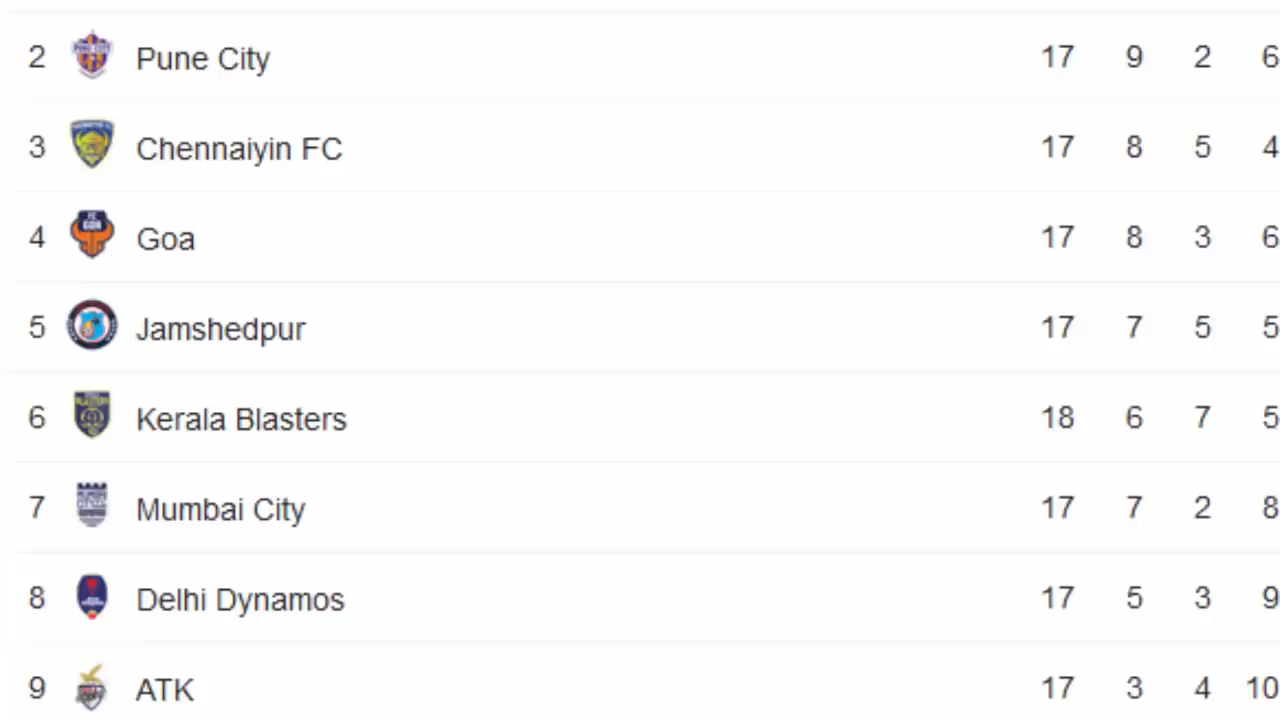 2 Pune City 17 9 2 6
3 Chennaiyin FC 17 8 5 4
4 Goa 17 8 3 6
5 Jamshedpur 17 7 5 5
6 Kerala Blasters 18 6 7 5
7 Mumbai City 17 7 2 8
8 Delhi Dynamos 17 5 3 9
9 ATK 17 3 4 10